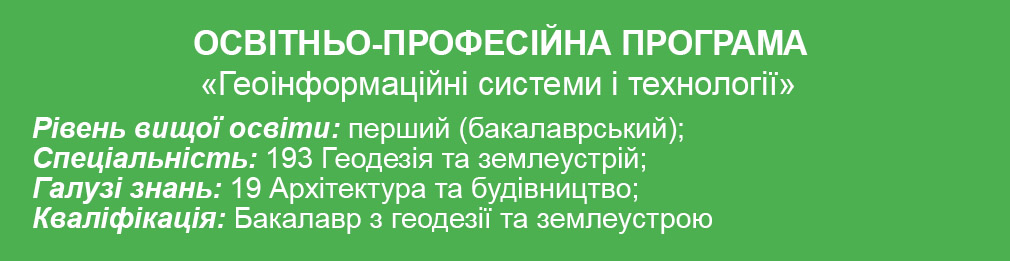 ОСВІТНЬО-ПРОФЕСІЙНА ПРОГРАМА
«Геоінформаційні системи і технології»
Рівень вищої освіти: перший (бакалаврський);
Спеціальність: 193 Геодезія та землеустрій;
Галузі знань: 19 Архітектура та будівництво;
Кваліфікація: Бакалавр з геодезії та землеустрою